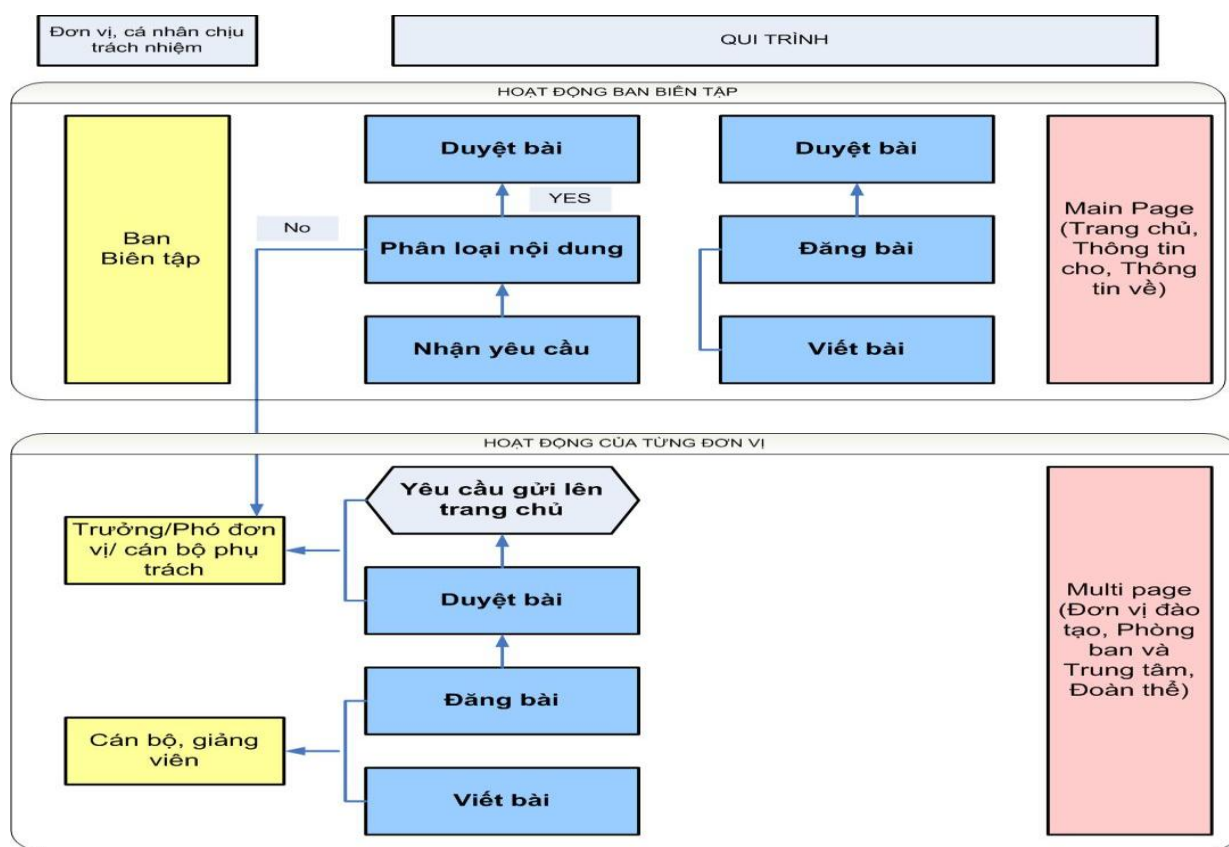 Đơn vị, cá nhân chịu
trách nhiệm
QUI TRÌNH
HOẠT ĐỘNG BAN BIÊN TẬP
Ban
Biên tập
Duyệt bài
YES
No
Phân loại nội dung
Nhận yêu cầu
Duyệt bài
Đăng bài
Viết bài
Main Page
(Trang chủ,
Thông tin
cho, Thông
tin về)
HOẠT ĐỘNG CỦA TỪNG ĐƠN VỊ
Yêu cầu gửi lên
trang chủ
Trưởng/Phó đơn
vị/ cán bộ phụ
trách
Duyệt bài
Đăng bài
Cán bộ, giảng
viên
Viết bài
Multi page
(Đơn vị đào
tạo, Phòng
ban và
Trung tâm,
Đoàn thể)